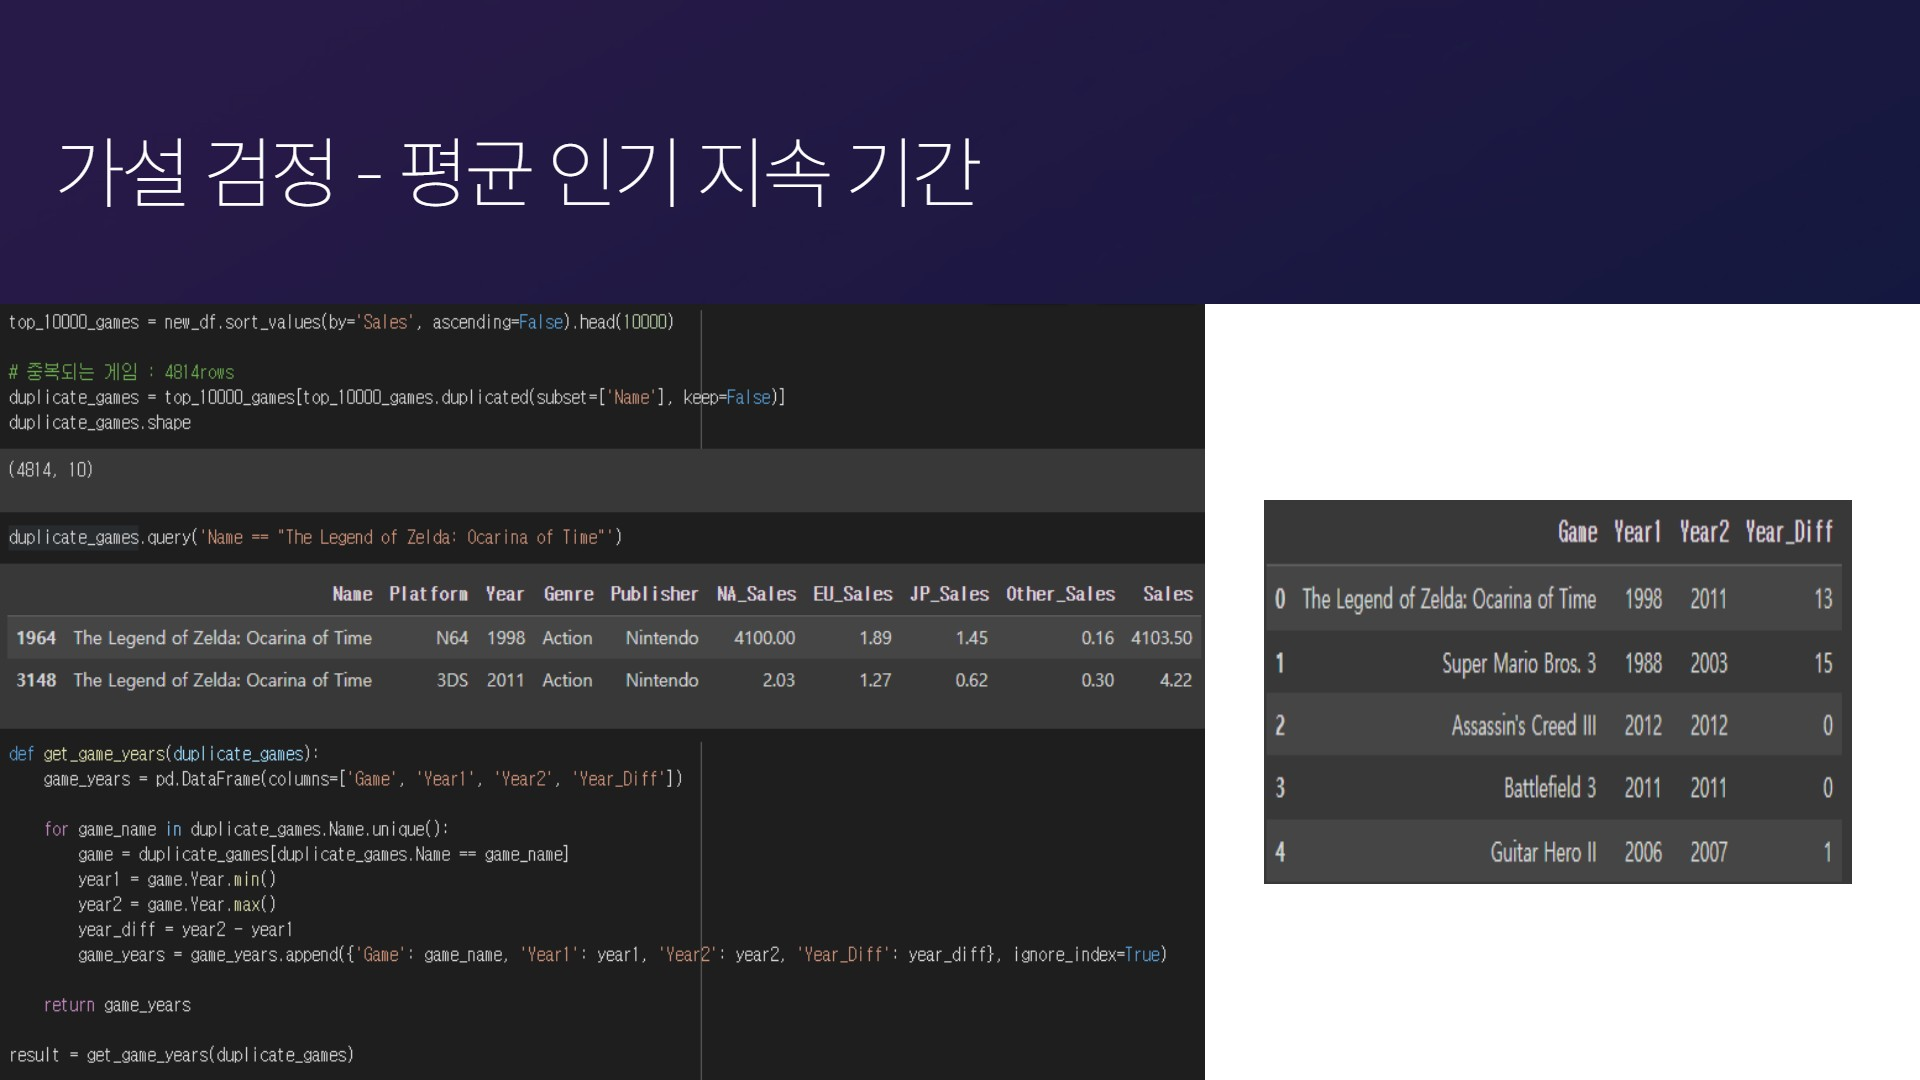 가설 검정 - 평균 인기 지속 기간
top_10000_games = new_df.sort_values(by='Sales', ascending=False).head(10000)
# 중복되는 게임 : 4814rows
duplicate_games = top_10000_games[top_10000_games.duplicated(subset=['Name'], keep=False)]
duplicate_games.shape
(4814, 10)
duplicate_games.query('Name == "The Legend of Zelda: Ocarina of Time"')
Name Platform Year Genre Publisher NA_Sales EU_Sales JP_Sales Other_Sales Sales
1964 The Legend of Zelda: Ocarina of Time N64 1998 Action Nintendo 4100.00 1.89 1.45 0.16 4103.50
3148 The Legend of Zelda: Ocarina of Time 3DS 2011 Action Nintendo 2.03 1.27 0.62 0.30 4.22
def get_game_years(duplicate_games):
game_years = pd.DataFrame(columns=['Game', 'Year1', 'Year2', 'Year_Diff'])
for game_name in duplicate_games.Name.unique():
game = duplicate_games[duplicate_games.Name == game_name]
year1 = game.Year.min()
year2 = game.Year.max()
year_diff = year2 - year1
game_years = game_years.append({'Game': game_name, 'Year1': year1, 'Year2': year2, 'Year_Diff': year_diff}, ignore_index=True)
return game_years
result = get_game_years(duplicate_games)
Game Year1 Year2 Year_Diff
0 The Legend of Zelda: Ocarina of Time 1998 2011 13
1 Super Mario Bros. 3 1988 2003 15
2 Assassin's Creed III 2012 2012 0
3 Battlefield 3 2011 2011 0
4 Guitar Hero II 2006 2007 1